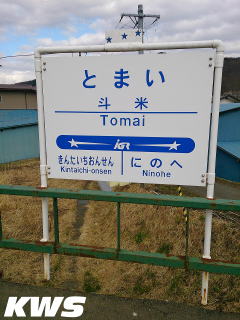 とまい
斗米
Tomai
IGR
きんたいちおんせん にのへ
Kintaichi-onsen Ninohe
KWS